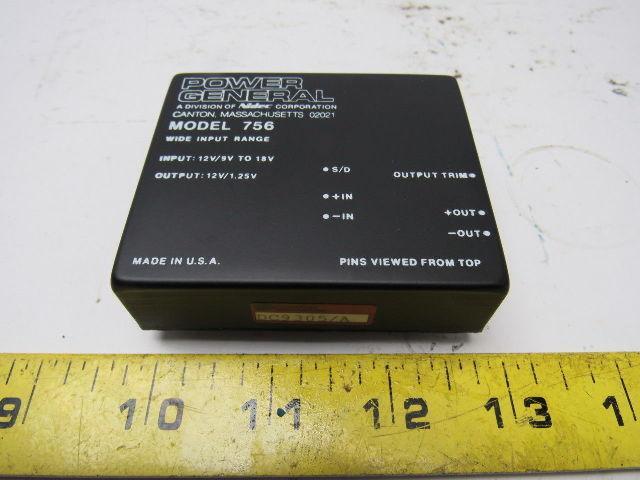 POWER
GENERAL
A DIVISION OF Nidec CORPORATION
CANTON, MASSACHUSETTS 02021
MODEL 756
WIDE INPUT RANGE
INPUT: 12V/9V TO 18V
OUTPUT: 12V/1.25V
S/D
OUTPUT TRIM
+IN
+OUT
-IN
-OUT
MADE IN U.S.A.
PINS VIEWED FROM TOP
DC9305/A
9 10 11 12 13 1